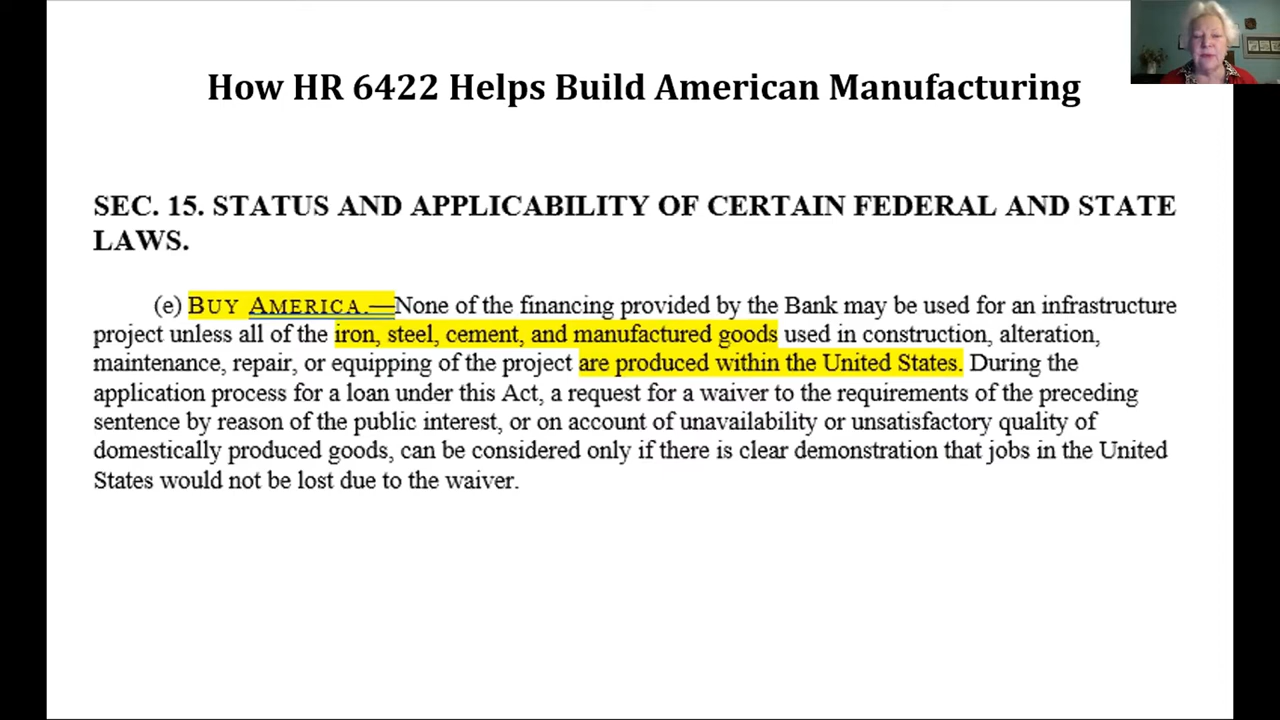 How HR 6422 Helps Build American Manufacturing
SEC. 15. STATUS AND APPLICABILITY OF CERTAIN FEDERAL AND STATE
LAWS.
(e) BUY AMERICA.—None of the financing provided by the Bank may be used for an infrastructure
project unless all of the iron, steel, cement, and manufactured goods used in construction, alteration,
maintenance, repair, or equipping of the project are produced within the United States. During the
application process for a loan under this Act, a request for a waiver to the requirements of the preceding
sentence by reason of the public interest, or on account of unavailability or unsatisfactory quality of
domestically produced goods, can be considered only if there is clear demonstration that jobs in the United
States would not be lost due to the waiver.